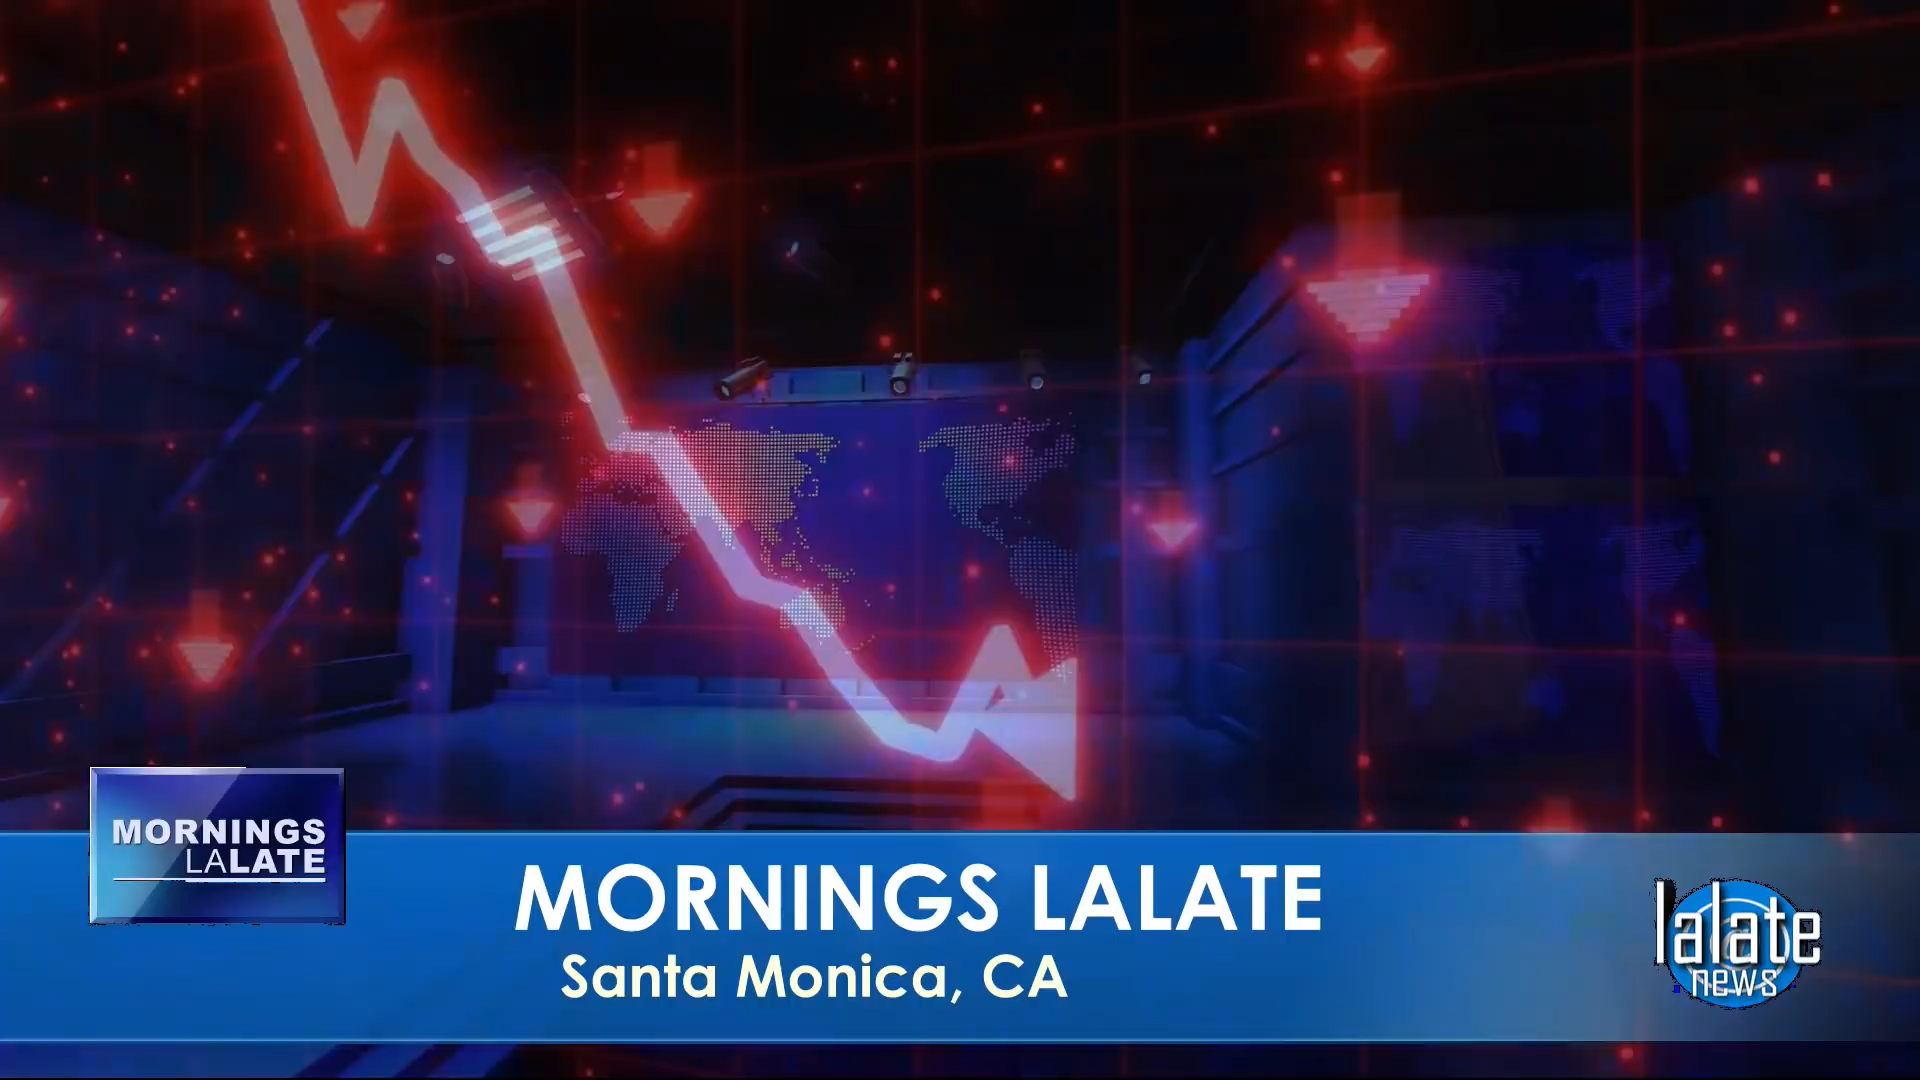 MORNINGS
LALATE
MORNINGS LALATE
Santa Monica, CA
lalate
news